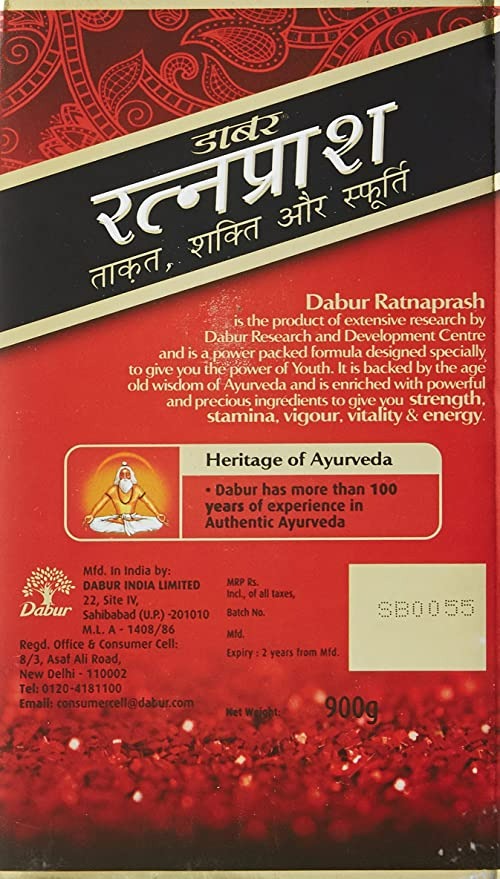 डाबर
रत्नप्राश
ताक़त, शक्ति और स्फूर्ति
Dabur Ratnaprash
is the product of extensive research by
Dabur Research and Development Centre
and is a power packed formula designed specially
to give you the power of Youth. It is backed by the age
old wisdom of Ayurveda and is enriched with powerful
and precious ingredients to give you strength,
stamina, vigour, vitality & energy.
Heritage of Ayurveda
• Dabur has more than 100
years of experience in
Authentic Ayurveda
Dabur
Mfd. In India by:
DABUR INDIA LIMITED
22, Site IV,
Sahibabad (U.P.) -201010
M.L. A - 1408/86
Regd. Office & Consumer Cell:
8/3, Asaf Ali Road,
New Delhi - 110002
Tel: 0120-4181100
Email: consumercell@dabur.com
MRP Rs.
Incl., of all taxes,
Batch No.
Mfd.
Expiry : 2 years from Mfd.
SB0055
Net Weight: 900g